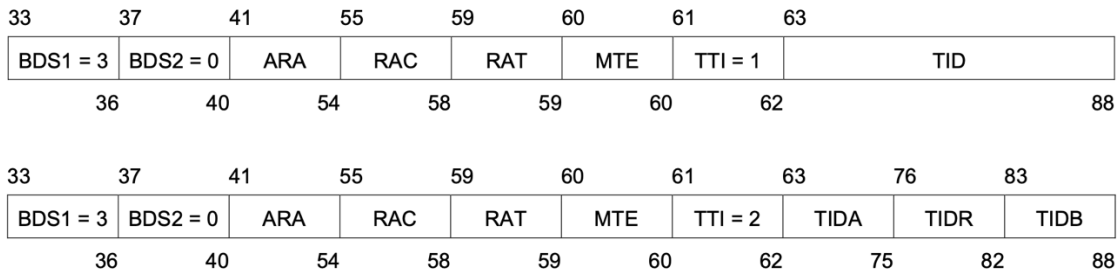 33 37 41 55 59 60 61 63
BDS1 = 3 BDS2 = 0 ARA RAC RAT MTE TTI = 1 TID
36 40 54 58 59 60 62 88
33 37 41 55 59 60 61 63 76 83
BDS1 = 3 BDS2 = 0 ARA RAC RAT MTE TTI = 2 TIDA TIDR TIDB
36 40 54 58 59 60 62 75 82 88